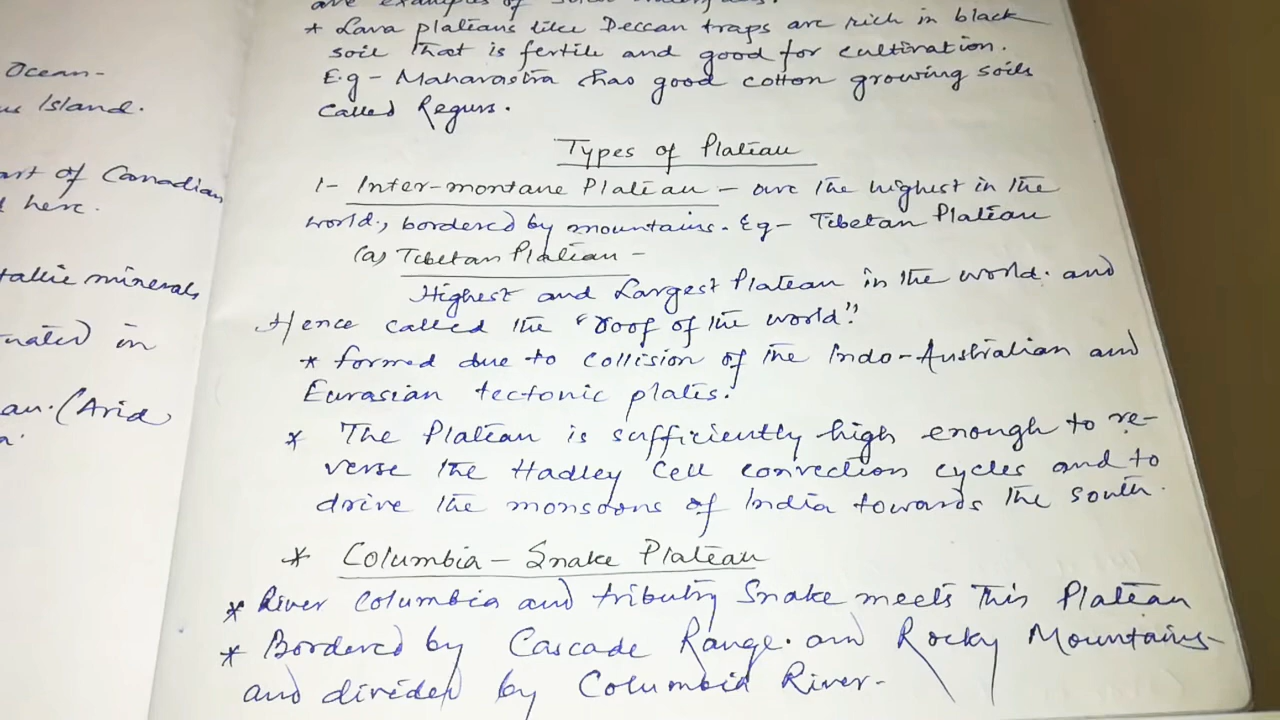 Ocean-
Island.
art of Canadian
here.
tallic minerals
nated in
au. (Arid
are examples of
* Lava plateaus like Deccan traps are rich in black
soil that is fertile and good for cultivation.
E.g - Maharastra has good cotton growing soils
called Regurs.
Types of Plateau
1- Inter-montane Plateau - are the highest in the
world, bordered by mountains. Eg- Tibetan Plateau
(a) Tibetan Plateau -
Highest and Largest Plateau in the world. and
Hence called the "roof of the world".
* formed due to collision of the Indo-Australian and
Eurasian tectonic plates.
* The Plateau is sufficiently high enough to re-
verse the Hadley Cell convection cycles and to
drive the monsoons of India towards the south.
* Columbia - Snake Plateau
* River Columbia and tributry Snake meets This Plateau
* Bordered by Cascade Range. and Rocky Mountains
and divided by Columbia River.